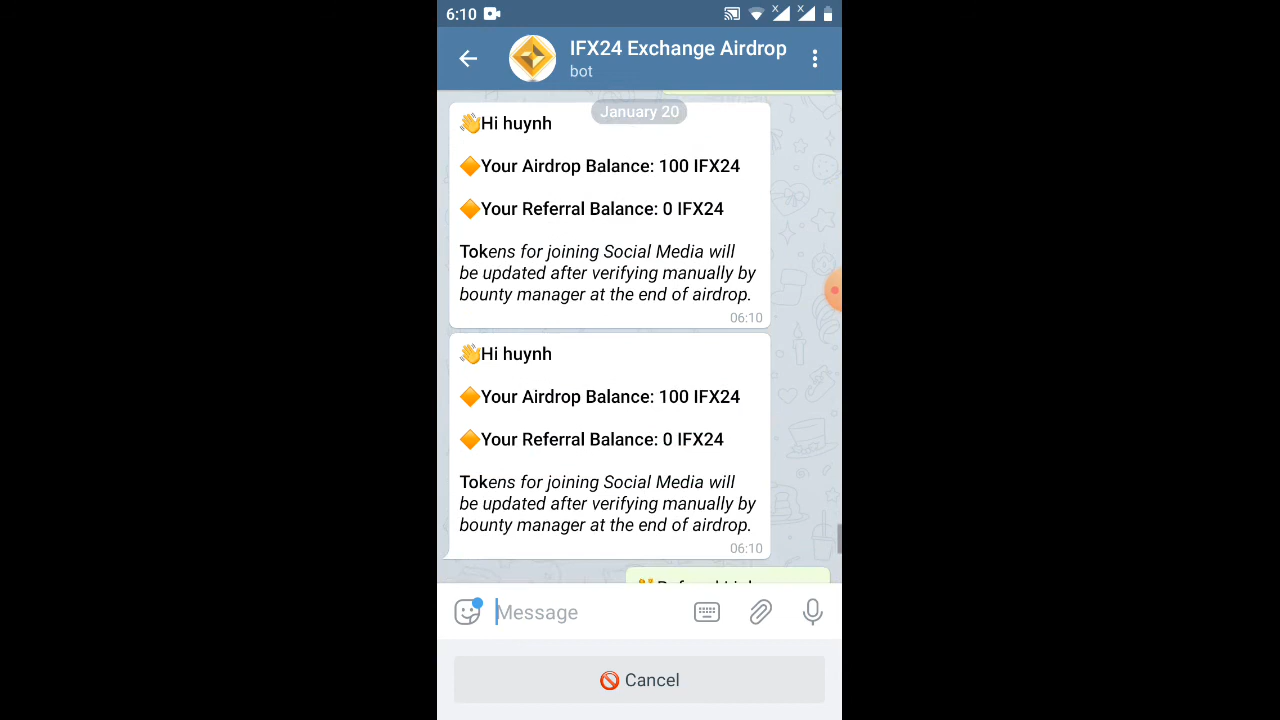 6:10
IFX24 Exchange Airdrop
bot
January 20
👋Hi huynh
🔶Your Airdrop Balance: 100 IFX24
🔶Your Referral Balance: 0 IFX24
Tokens for joining Social Media will
be updated after verifying manually by
bounty manager at the end of airdrop.
06:10
👋Hi huynh
🔶Your Airdrop Balance: 100 IFX24
🔶Your Referral Balance: 0 IFX24
Tokens for joining Social Media will
be updated after verifying manually by
bounty manager at the end of airdrop.
06:10
Message
🚫 Cancel